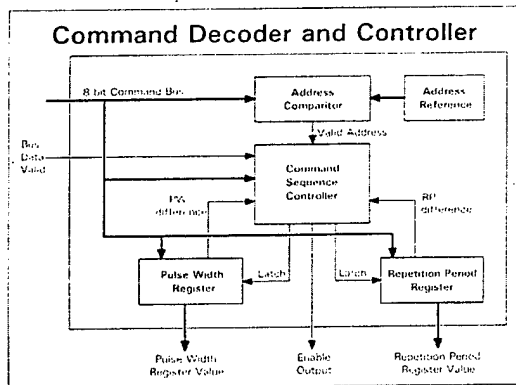 Command Decoder and Controller
8 bit Command Bus
Address
Comparitor
Address
Reference
Valid Address
Bus
Data
Valid
Command
Sequence
Controller
PW
difference
RP
difference
Pulse Width
Register
Latch
Latch
Repetition Period
Register
Pulse Width
Register Value
Enable
Output
Repetition Period
Register Value